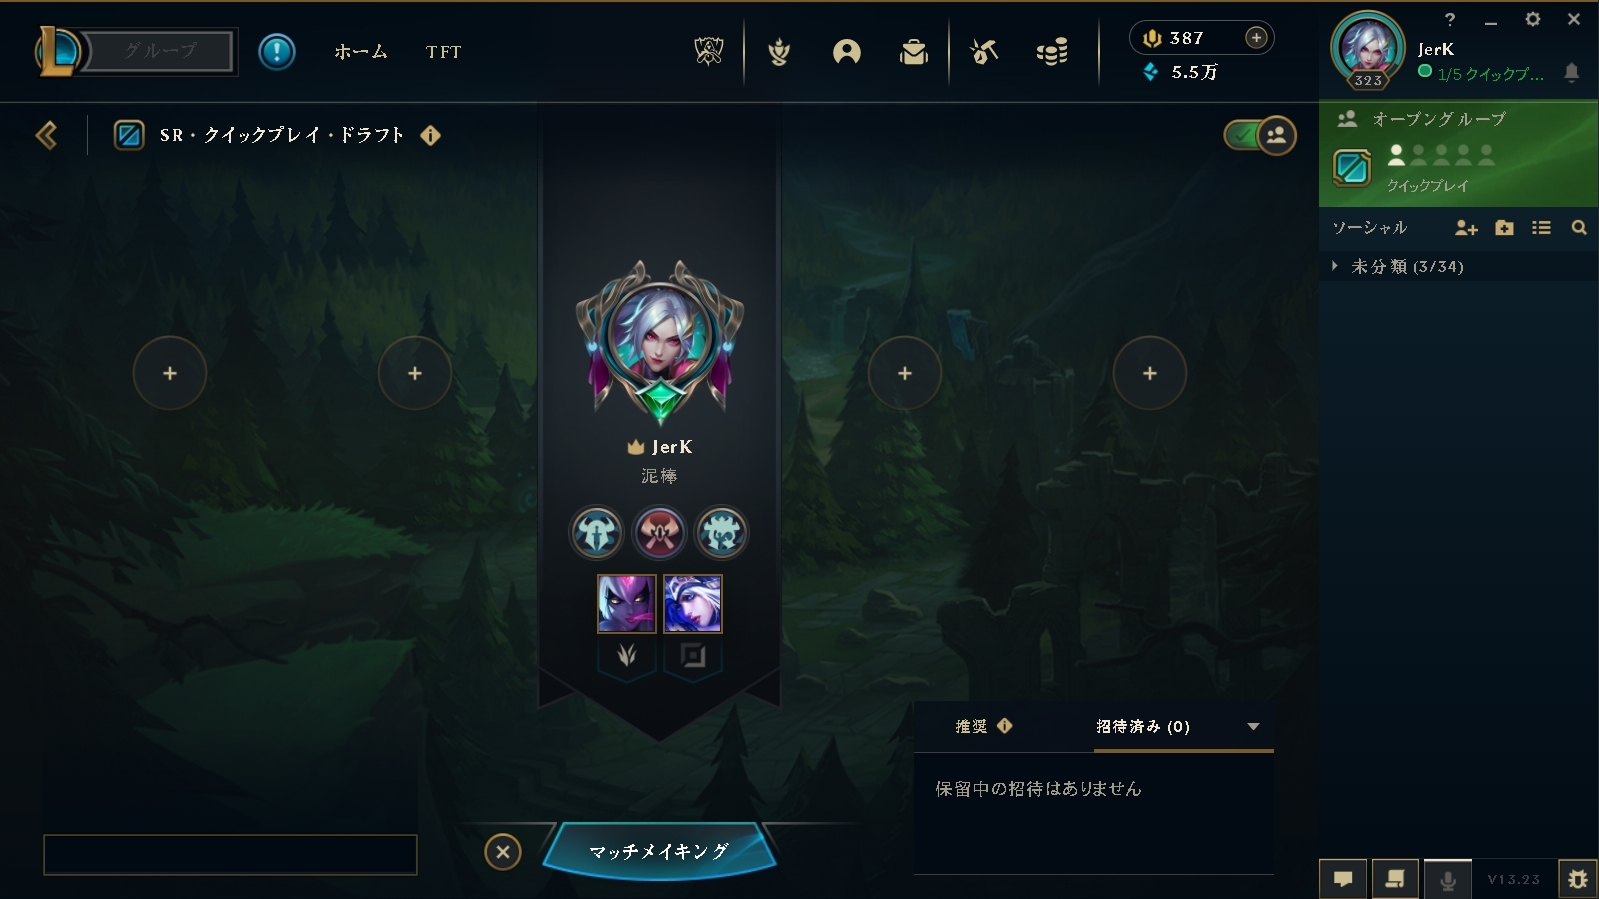 グループ
ホーム
TFT
387
5.5万
JerK
1/5 クイックプ...
323
SR・クイックプレイ・ドラフト
オープングループ
クイックプレイ
ソーシャル
未分類 (3/34)
JerK
泥棒
推奨
招待済み (0)
保留中の招待はありません
マッチメイキング
V13.23